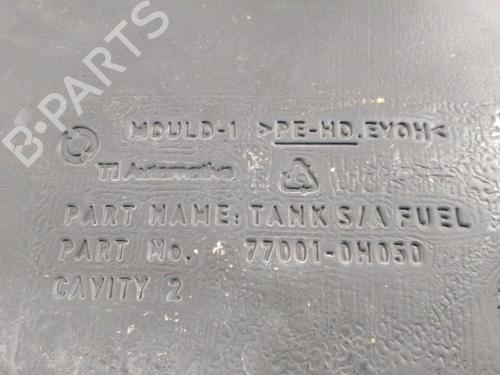 B-PARTS
MOULD-1 >PE-HD.EVOH<
TI Automotive
PART NAME: TANK S/A FUEL
PART No. 77001-0H050
CAVITY 2